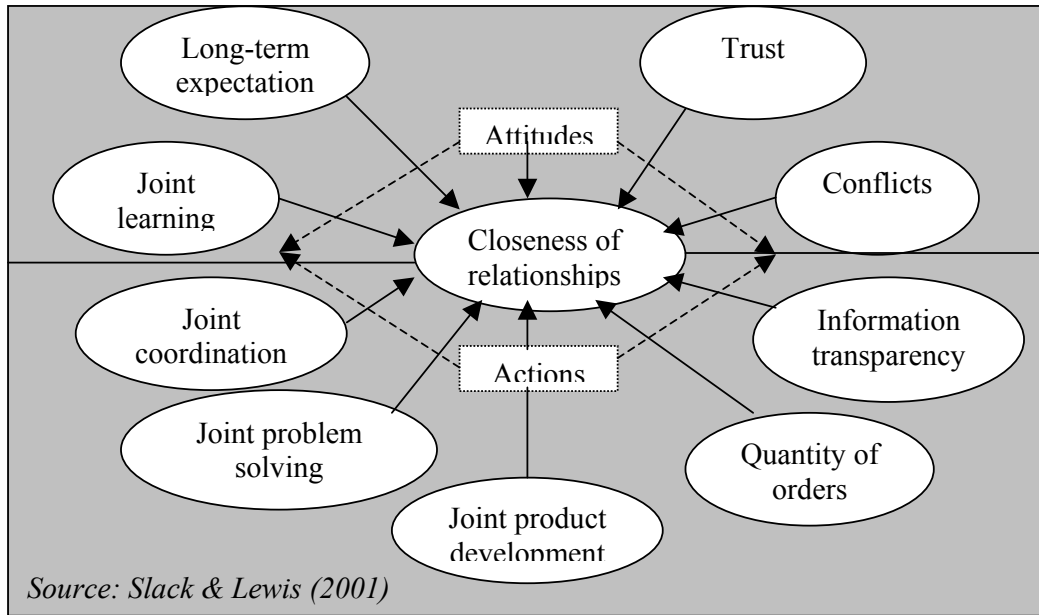 Long-term
expectation
Trust
Attitudes
Joint
learning
Conflicts
Closeness of
relationships
Joint
coordination
Information
transparency
Actions
Joint problem
solving
Quantity of
orders
Joint product
development
Source: Slack & Lewis (2001)